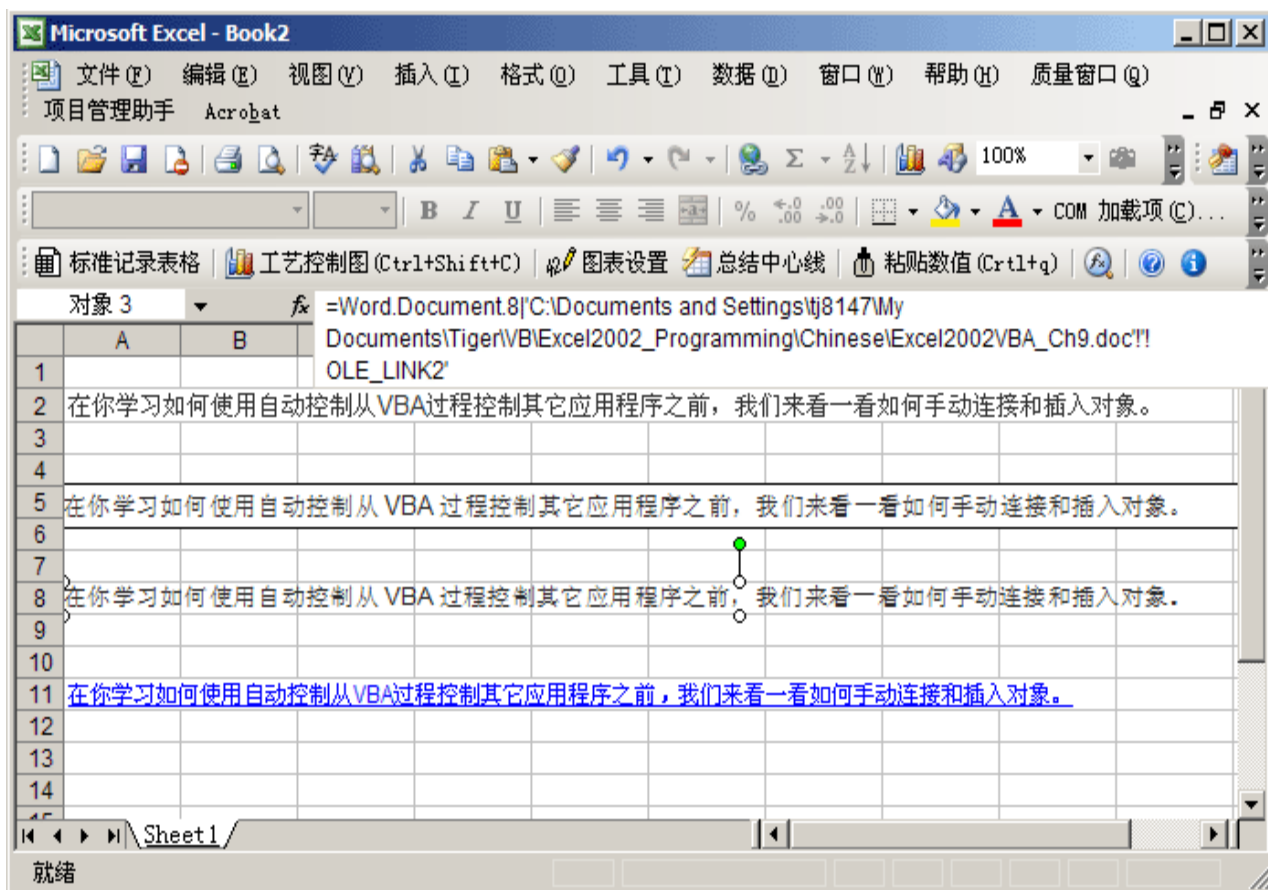 Microsoft Excel - Book2
文件(F) 编辑(E) 视图(V) 插入(I) 格式(O) 工具(T) 数据(D) 窗口(W) 帮助(H) 质量窗口(Q)
项目管理助手 Acrobat
100%
COM 加载项(C)...
标准记录表格 工艺控制图(Ctrl+Shift+C) 图表设置 总结中心线 粘贴数值(Crtl+q)
对象 3 fx =Word.Document.8|'C:\Documents and Settings\tj8147\My
Documents\Tiger\VB\Excel2002_Programming\Chinese\Excel2002VBA_Ch9.doc'!'!
OLE_LINK2'
A B
1
2 在你学习如何使用自动控制从VBA过程控制其它应用程序之前，我们来看一看如何手动连接和插入对象。
3
4
5 在你学习如何使用自动控制从 VBA 过程控制其它应用程序之前，我们来看一看如何手动连接和插入对象。
6
7
8 在你学习如何使用自动控制从 VBA 过程控制其它应用程序之前，我们来看一看如何手动连接和插入对象。
9
10
11 在你学习如何使用自动控制从VBA过程控制其它应用程序之前，我们来看一看如何手动连接和插入对象。
12
13
14
15
Sheet1
就绪